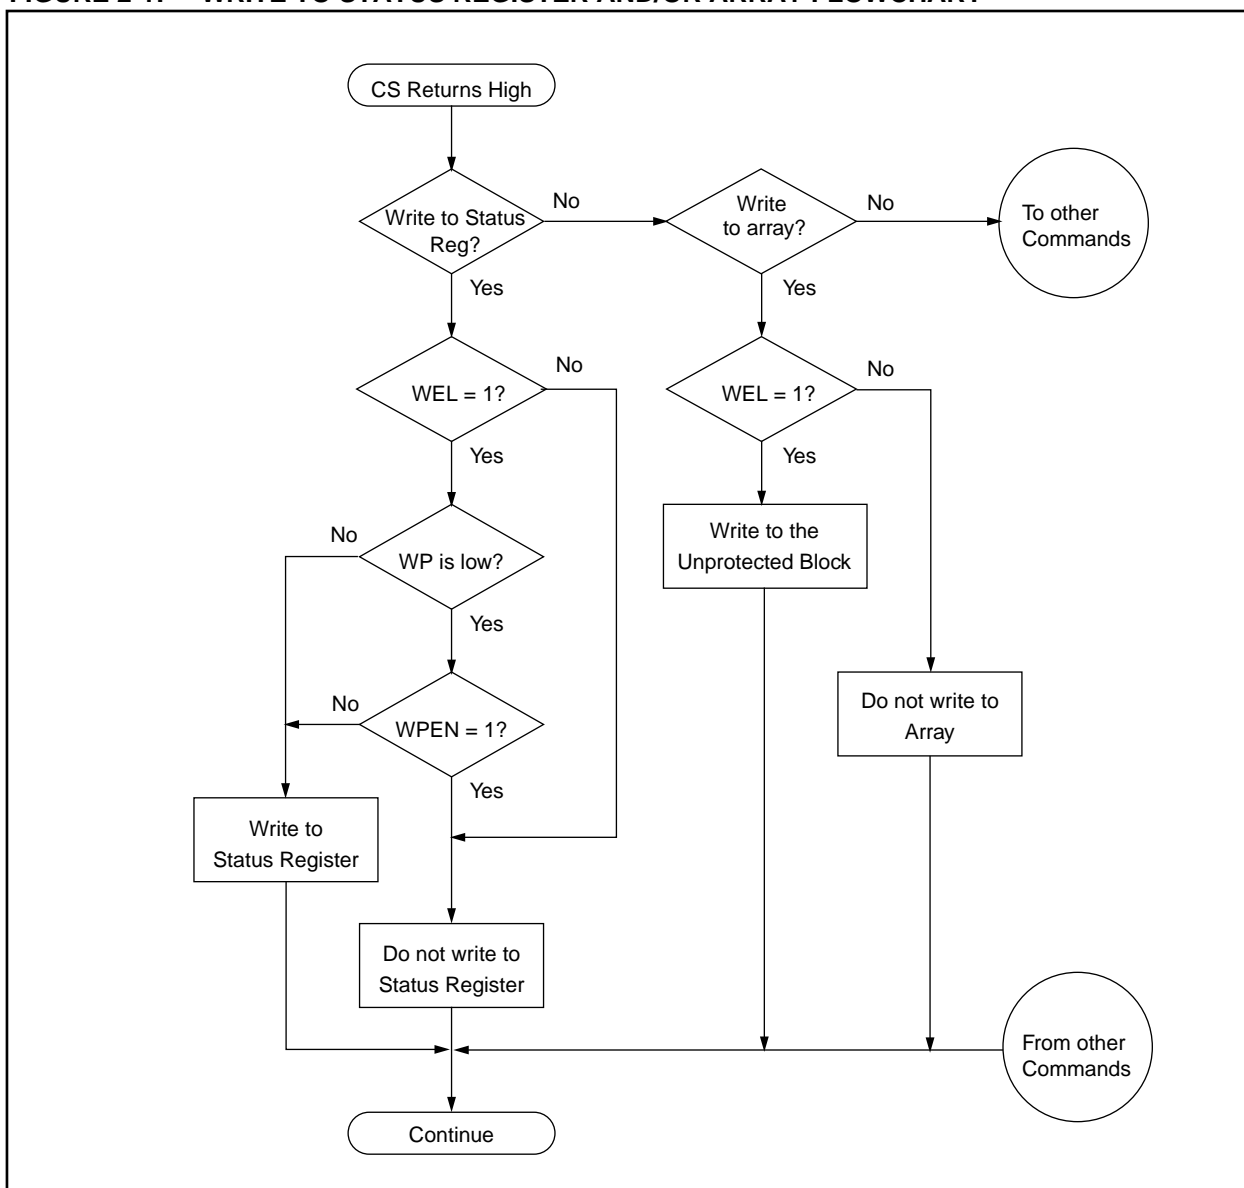 CS Returns High
Write to Status
Reg?
No
Write
to array?
No
To other
Commands
Yes
Yes
WEL = 1?
No
WEL = 1?
No
Yes
Yes
No
WP is low?
Write to the
Unprotected Block
Yes
No
WPEN = 1?
Do not write to
Array
Yes
Write to
Status Register
Do not write to
Status Register
From other
Commands
Continue